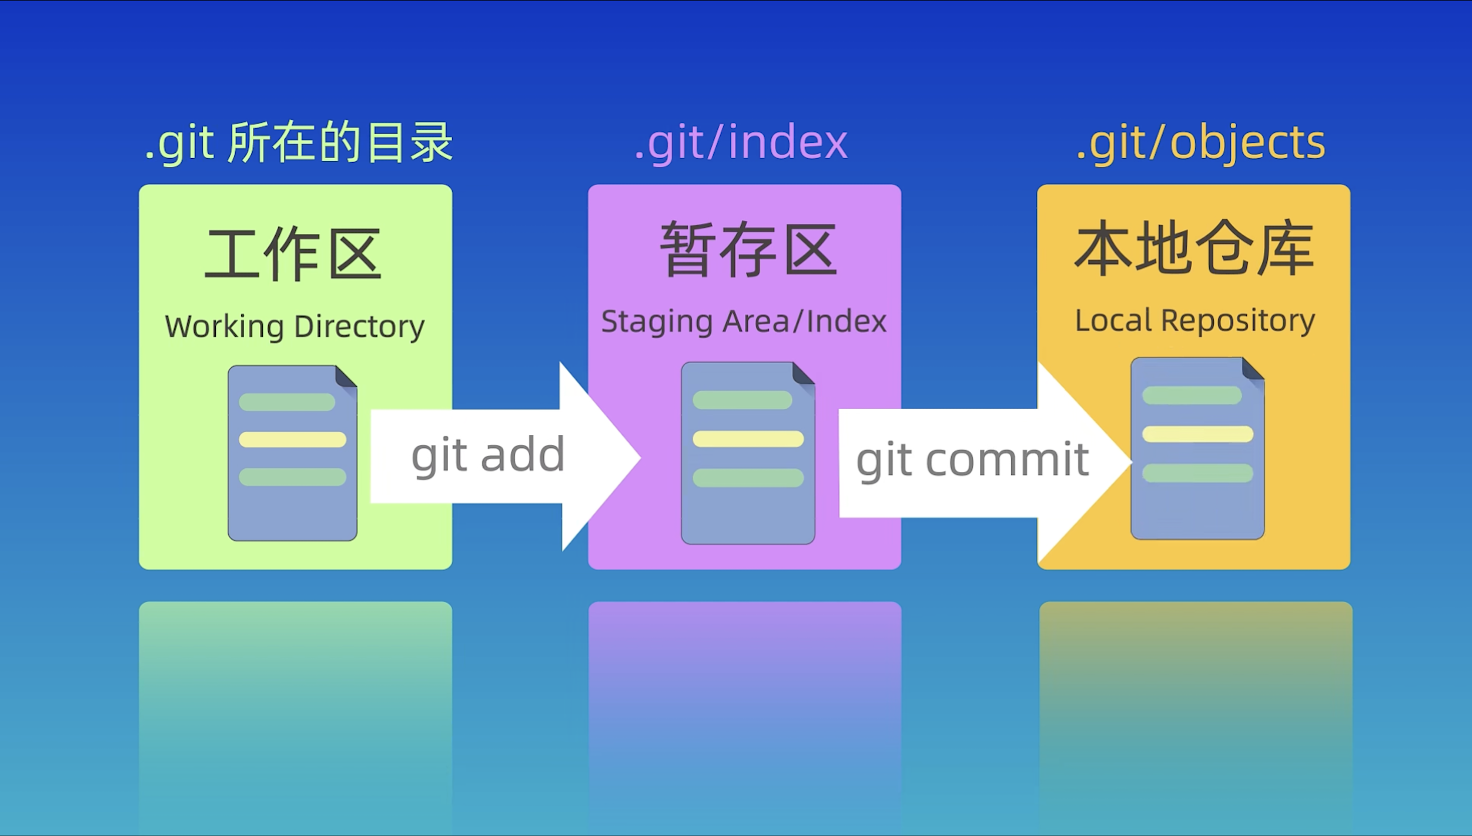 .git 所在的目录
.git/index
.git/objects
工作区
暂存区
本地仓库
Working Directory
Staging Area/Index
Local Repository
git add
git commit